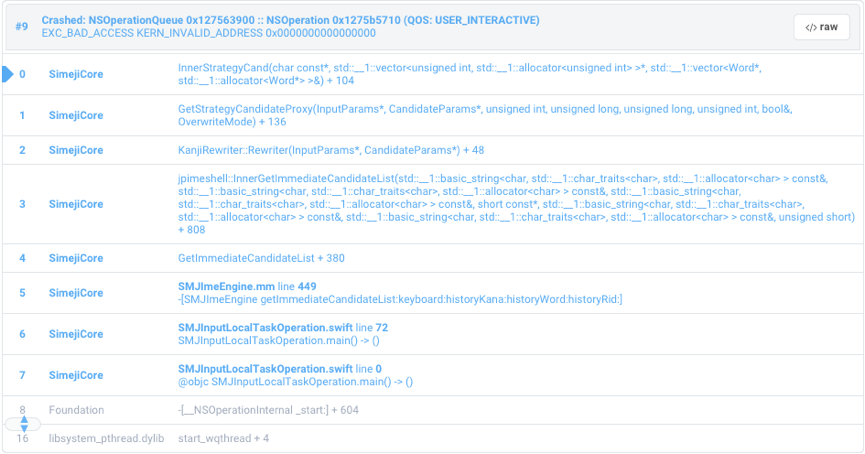 #9
Crashed: NSOperationQueue 0x127563900 :: NSOperation 0x1275b5710 (QOS: USER_INTERACTIVE)
EXC_BAD_ACCESS KERN_INVALID_ADDRESS 0x0000000000000000
</> raw
0 SimejiCore InnerStrategyCand(char const*, std::__1::vector<unsigned int, std::__1::allocator<unsigned int> >*, std::__1::vector<Word*,
std::__1::allocator<Word*> >&) + 104
1 SimejiCore GetStrategyCandidateProxy(InputParams*, CandidateParams*, unsigned int, unsigned long, unsigned long, unsigned int, bool&,
OverwriteMode) + 136
2 SimejiCore KanjiRewriter::Rewriter(InputParams*, CandidateParams*) + 48
3 SimejiCore jpimeshell::InnerGetImmediateCandidateList(std::__1::basic_string<char, std::__1::char_traits<char>, std::__1::allocator<char> > const&,
std::__1::basic_string<char, std::__1::char_traits<char>, std::__1::allocator<char> > const&, std::__1::basic_string<char,
std::__1::char_traits<char>, std::__1::allocator<char> > const&, short const*, std::__1::basic_string<char, std::__1::char_traits<char>,
std::__1::allocator<char> > const&, std::__1::basic_string<char, std::__1::char_traits<char>, std::__1::allocator<char> > const&, unsigned short)
+ 808
4 SimejiCore GetImmediateCandidateList + 380
5 SimejiCore SMJImeEngine.mm line 449
-[SMJImeEngine getImmediateCandidateList:keyboard:historyKana:historyWord:historyRid:]
6 SimejiCore SMJInputLocalTaskOperation.swift line 72
SMJInputLocalTaskOperation.main() -> ()
7 SimejiCore SMJInputLocalTaskOperation.swift line 0
@objc SMJInputLocalTaskOperation.main() -> ()
8 Foundation -[__NSOperationInternal _start:] + 604
16 libsystem_pthread.dylib start_wqthread + 4